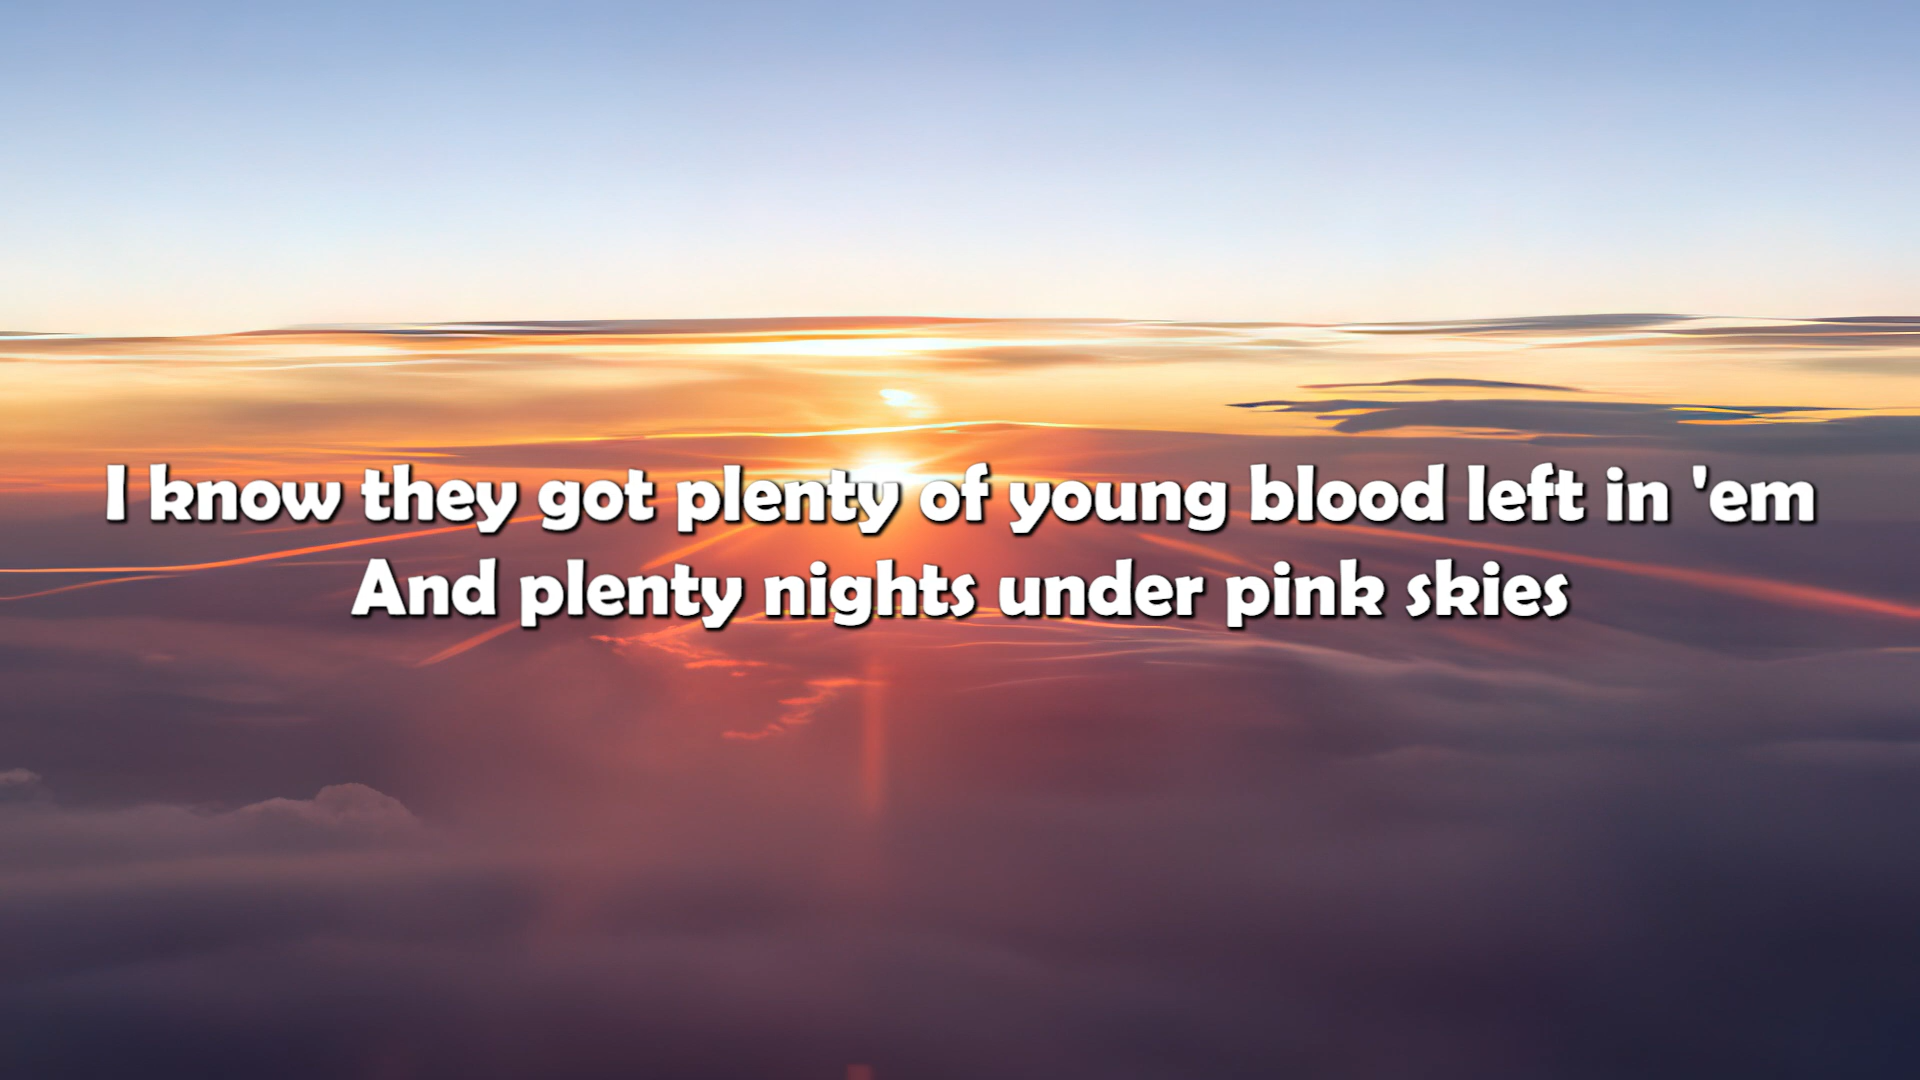 I know they got plenty of young blood left in 'em
And plenty nights under pink skies